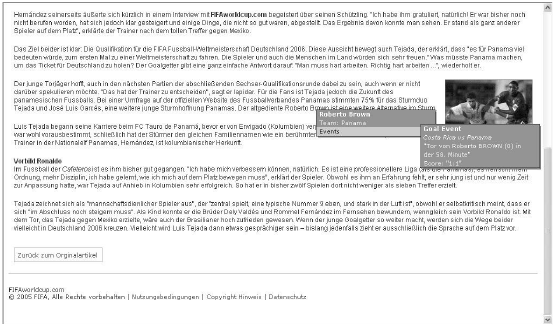 Hernández seinerseits äußerte sich kürzlich in einem Interview mit FIFAworldcup.com begeistert über seinen Schützling. "Ich habe ihm gratuliert, natürlich! Er war bisher noch
nicht berufen worden, hat sich jedoch klar gesteigert und einige Dinge, die nicht so gut waren, abgestellt. Das Ergebnis davon konnte man sehen. Er stand als ganz anderer
Spieler auf dem Platz", erklärte der Trainer nach dem tollen Treffer gegen Mexiko.
Das Ziel bleibt klar: Die Qualifikation für die FIFA Fussball-Weltmeisterschaft Deutschland 2006. Diese Aussicht bewegt auch Tejada, der erklärt, dass "es für Panama viel
bedeuten würde, zum ersten Mal zu einer Weltmeisterschaft zu fahren. Die Spieler und auch die Menschen im Land würden sich sehr freuen." Was müsste Panama machen,
um das Ticket für Deutschland zu holen? Der Goalgetter gibt eine ganz einfache Antwort darauf. "Man muss hart arbeiten. Richtig hart arbeiten...", wiederholt er.
Der junge Torjäger hofft, auch in den nächsten Partien der abschließenden Sechser-Qualifikationsrunde dabei zu sein, auch wenn er nicht
darüber spekulieren möchte. "Das hat der Trainer zu entscheiden", sagt er lapidar. Für die Fans ist Tejada jedoch die Zukunft des
panamesischen Fussballs. Bei einer Umfrage auf der offiziellen Website des Fussballverbandes Panamas stimmten 75% für das Sturmduo
Tejada und José Luis Garcés, eine weitere junge Sturmhoffnung Panamas. Der altgediente Roberto Brown ist eine weitere Alternative im Sturm.
Roberto Brown
Team: Panama
Events
Goal Event
Costa Rica vs Panama
"Tor von Roberto BROWN (0) in
der 56. Minute"
Score: "1:1"
Luis Tejada begann seine Karriere beim FC Tauro de Panamá, bevor er von Envigado (Kolumbien)
war wohl vorausbestimmt, schließlich hat der Stürmer den gleichen Familiennamen wie ein berühmten
Trainer in der Nationalelf Panamas, Hernández, ist kolumbianischer Herkunft.
Vorbild Ronaldo
Im Fussball der Cafeteros ist es ihm bisher gut gegangen. "Ich habe mich verbessern können, natürlich. Es ist eine professionellere Liga als die Panamas, es herrscht mehr
Ordnung, mehr Disziplin, ich habe gelernt, wie ich mich auf dem Platz bewegen muss", erklärt der Spieler. Obwohl es ihm an Erfahrung fehlt, er sehr jung ist und nur wenig Zeit
zur Anpassung hatte, war Tejada auf Anhieb in Kolumbien sehr erfolgreich. So hat er in bisher zwölf Spielen dort nicht weniger als sieben Treffer erzielt.
Tejada zeichnet sich als "mannschaftsdienlicher Spieler aus", der "zentral spielt, eine typische Nummer 9 eben, und stark in der Luft ist", obwohl er selbstkritisch meint, dass er
sich "im Abschluss noch steigern muss". Als Kind konnte er die Brüder Dely Valdés und Rommel Fernández im Fernsehen bewundern, wenngleich sein Vorbild Ronaldo ist. Mit
dem Tor, das Tejada gegen Mexiko erzielte, wäre auch der Brasilianer hoch zufrieden gewesen. Wenn der junge Goalgetter so weiter macht, werden sich die Wege beider
vielleicht in Deutschland 2006 kreuzen. Vielleicht wird Luis Tejada dann etwas gesprächiger sein – bislang jedenfalls zieht er ausschließlich die Sprache auf dem Platz vor.
Zurück zum Orginalartikel
FIFAworldcup.com
© 2005 FIFA, Alle Rechte vorbehalten | Nutzungsbedingungen | Copyright Hinweis | Datenschutz